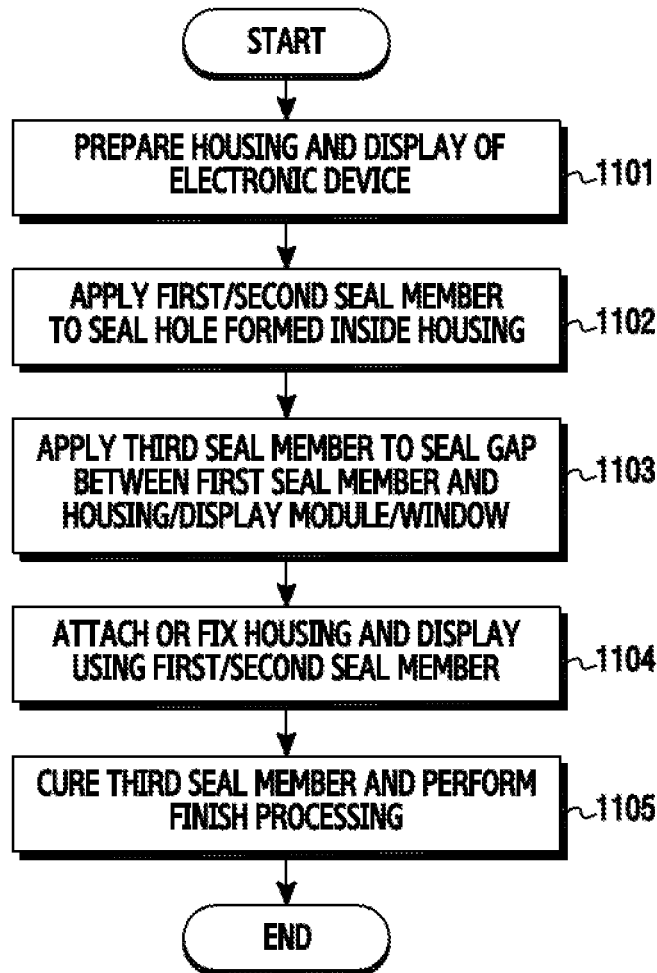 START
PREPARE HOUSING AND DISPLAY OF
ELECTRONIC DEVICE
1101
APPLY FIRST/SECOND SEAL MEMBER
TO SEAL HOLE FORMED INSIDE HOUSING
1102
APPLY THIRD SEAL MEMBER TO SEAL GAP
BETWEEN FIRST SEAL MEMBER AND
HOUSING/DISPLAY MODULE/WINDOW
1103
ATTACH OR FIX HOUSING AND DISPLAY
USING FIRST/SECOND SEAL MEMBER
1104
CURE THIRD SEAL MEMBER AND PERFORM
FINISH PROCESSING
1105
END